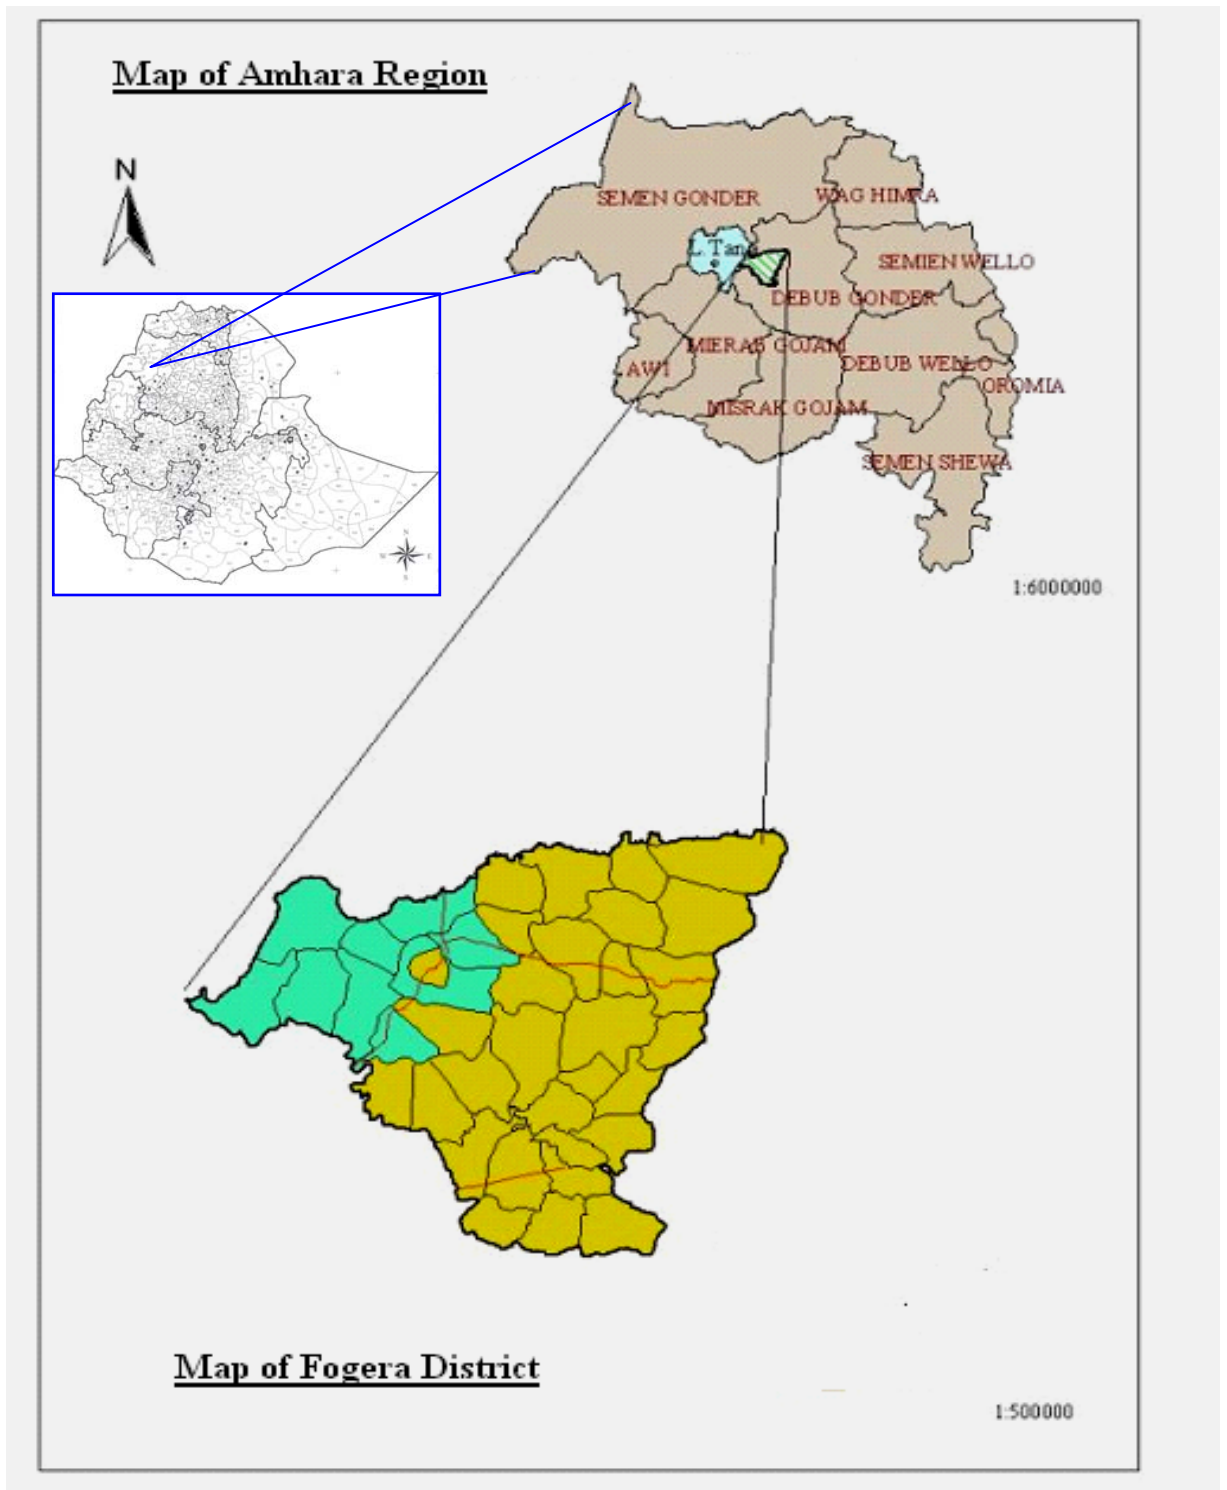 Map of Amhara Region
N
SEMEN GONDER
WAG HIMRA
L. Tana
SEMIEN WELLO
DEBUB GONDER
MIERAB GOJAM
AWI
DEBUB WELLO
OROMIA
MISRAK GOJAM
SEMEN SHEWA
N
E
S
1:6000000
Map of Fogera District
1:500000